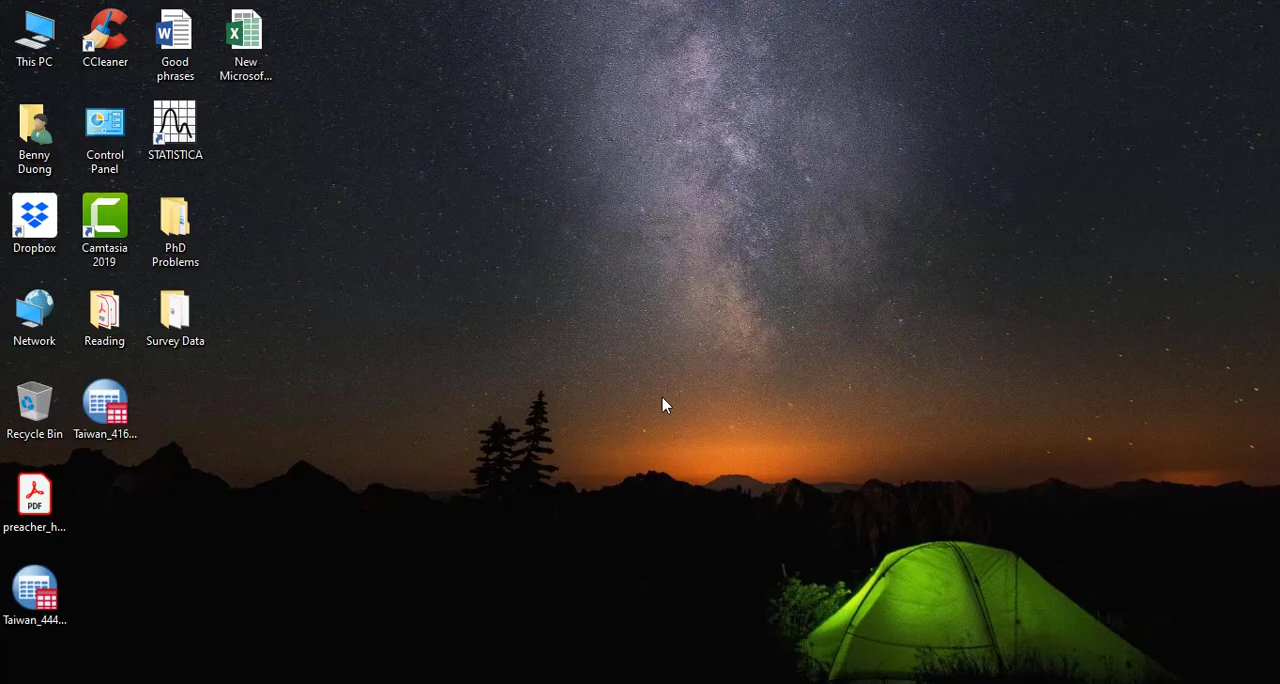 This PC
CCleaner
Good
phrases
New
Microsof...
Benny
Duong
Control
Panel
STATISTICA
Dropbox
Camtasia
2019
PhD
Problems
Network
Reading
Survey Data
Recycle Bin
Taiwan_416...
PDF
preacher_h...
Taiwan_444...